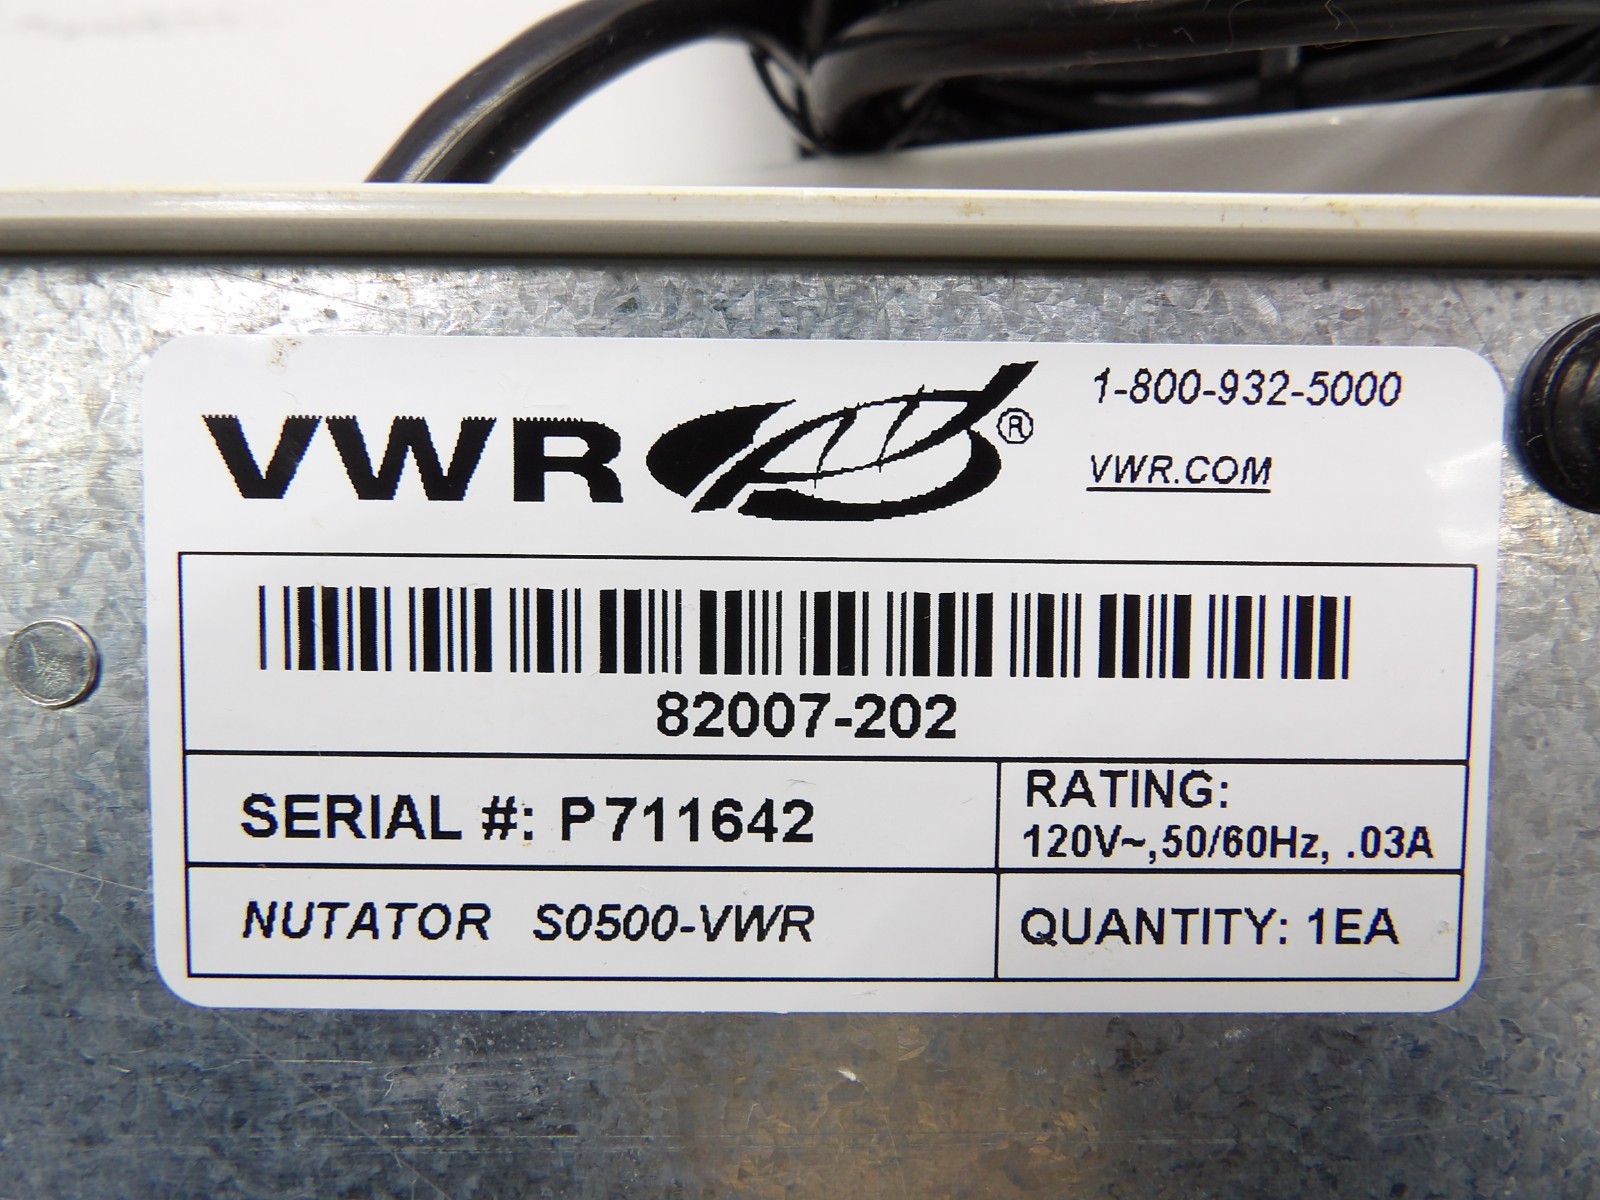 VWR ®
1-800-932-5000
VWR.COM
82007-202
SERIAL #: P711642
RATING:
120V~,50/60Hz, .03A
NUTATOR S0500-VWR
QUANTITY: 1EA